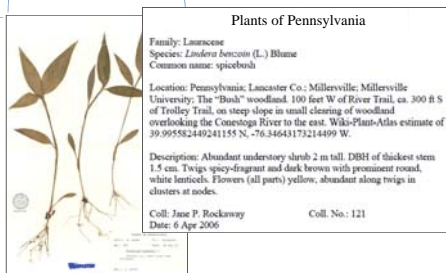 Plants of Pennsylvania
Family: Lauraceae
Species: Lindera benzoin (L.) Blume
Common name: spicebush
Location: Pennsylvania; Lancaster Co.; Millersville; Millersville
University; The "Bush" woodland. 100 feet W of River Trail, ca. 300 ft S
of Trolley Trail, on steep slope in small clearing of woodland
overlooking the Conestoga River to the east. Wiki-Plant-Atlas estimate of
39.995582449241155 N, -76.34643173214499 W.
Description: Abundant understory shrub 2 m tall. DBH of thickest stem
1.5 cm. Twigs spicy-fragrant and dark brown with prominent round,
white lenticels. Flowers (all parts) yellow, abundant along twigs in
clusters at nodes.
Coll: Jane P. Rockaway Coll. No.: 121
Date: 6 Apr 2006